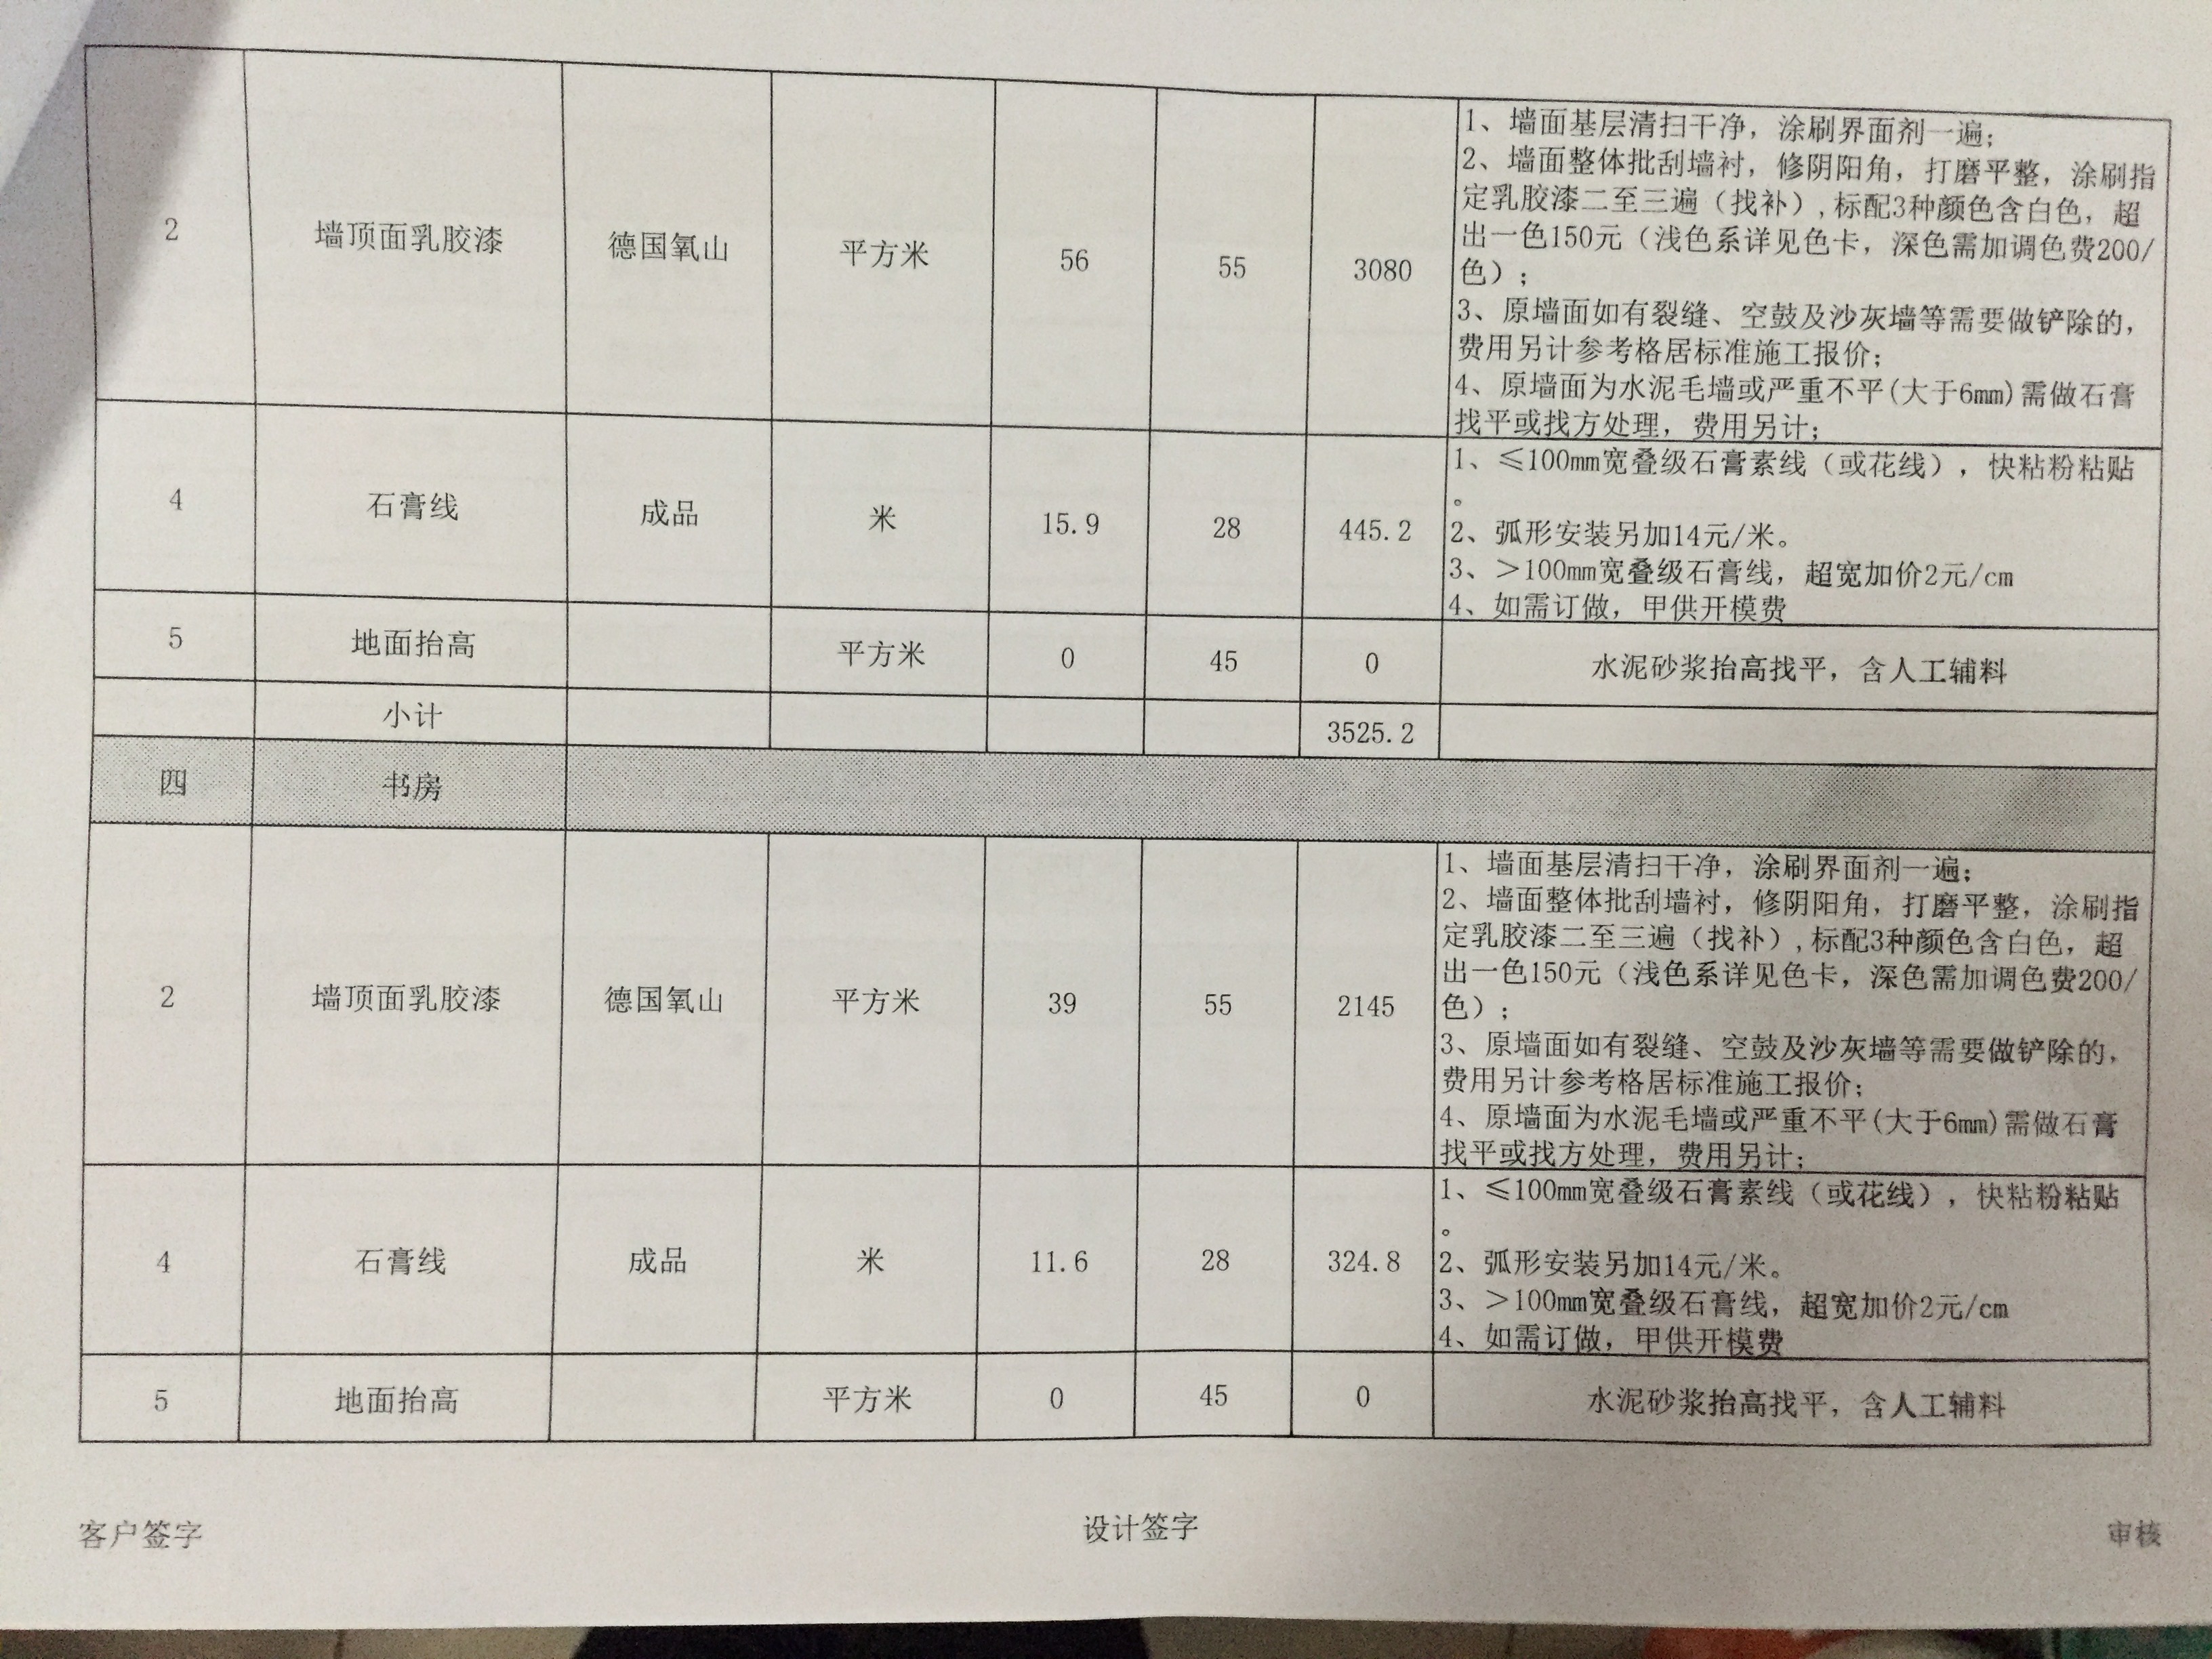 2 墙顶面乳胶漆 德国氧山 平方米 56 55 3080
1、墙面基层清扫干净，涂刷界面剂一遍；
2、墙面整体批刮墙衬，修阴阳角，打磨平整，涂刷指
定乳胶漆二至三遍（找补）,标配3种颜色含白色，超
出一色150元（浅色系详见色卡，深色需加调色费200/
色）；
3、原墙面如有裂缝、空鼓及沙灰墙等需要做铲除的，
费用另计参考格居标准施工报价；
4、原墙面为水泥毛墙或严重不平(大于6mm)需做石膏
找平或找方处理，费用另计；
4 石膏线 成品 米 15.9 28 445.2
1、≤100mm宽叠级石膏素线（或花线），快粘粉粘贴
。
2、弧形安装另加14元/米。
3、＞100mm宽叠级石膏线，超宽加价2元/cm
4、如需订做，甲供开模费
5 地面抬高 平方米 0 45 0 水泥砂浆抬高找平，含人工辅料
小计 3525.2
四 书房
2 墙顶面乳胶漆 德国氧山 平方米 39 55 2145
1、墙面基层清扫干净，涂刷界面剂一遍；
2、墙面整体批刮墙衬，修阴阳角，打磨平整，涂刷指
定乳胶漆二至三遍（找补）,标配3种颜色含白色，超
出一色150元（浅色系详见色卡，深色需加调色费200/
色）；
3、原墙面如有裂缝、空鼓及沙灰墙等需要做铲除的，
费用另计参考格居标准施工报价；
4、原墙面为水泥毛墙或严重不平(大于6mm)需做石膏
找平或找方处理，费用另计；
4 石膏线 成品 米 11.6 28 324.8
1、≤100mm宽叠级石膏素线（或花线），快粘粉粘贴
。
2、弧形安装另加14元/米。
3、＞100mm宽叠级石膏线，超宽加价2元/cm
4、如需订做，甲供开模费
5 地面抬高 平方米 0 45 0 水泥砂浆抬高找平，含人工辅料
客户签字 设计签字 审核